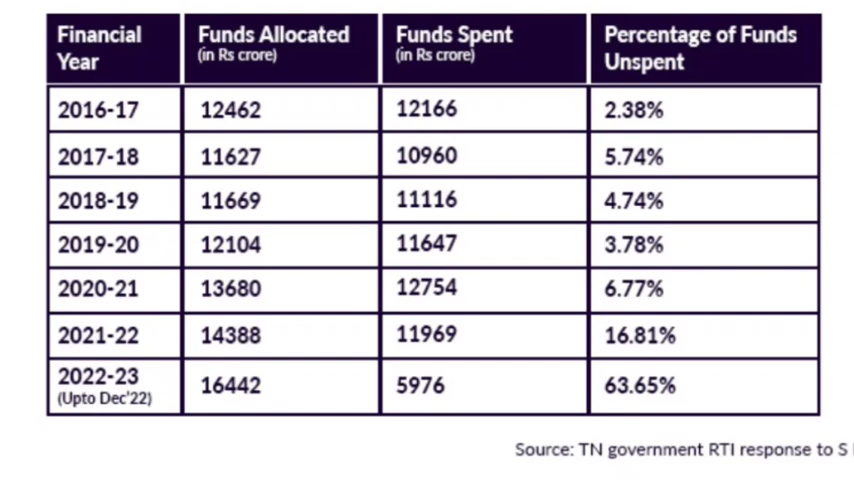 Financial Year Funds Allocated (in Rs crore) Funds Spent (in Rs crore) Percentage of Funds Unspent
2016-17 12462 12166 2.38%
2017-18 11627 10960 5.74%
2018-19 11669 11116 4.74%
2019-20 12104 11647 3.78%
2020-21 13680 12754 6.77%
2021-22 14388 11969 16.81%
2022-23 (Upto Dec'22) 16442 5976 63.65%
Source: TN government RTI response to S